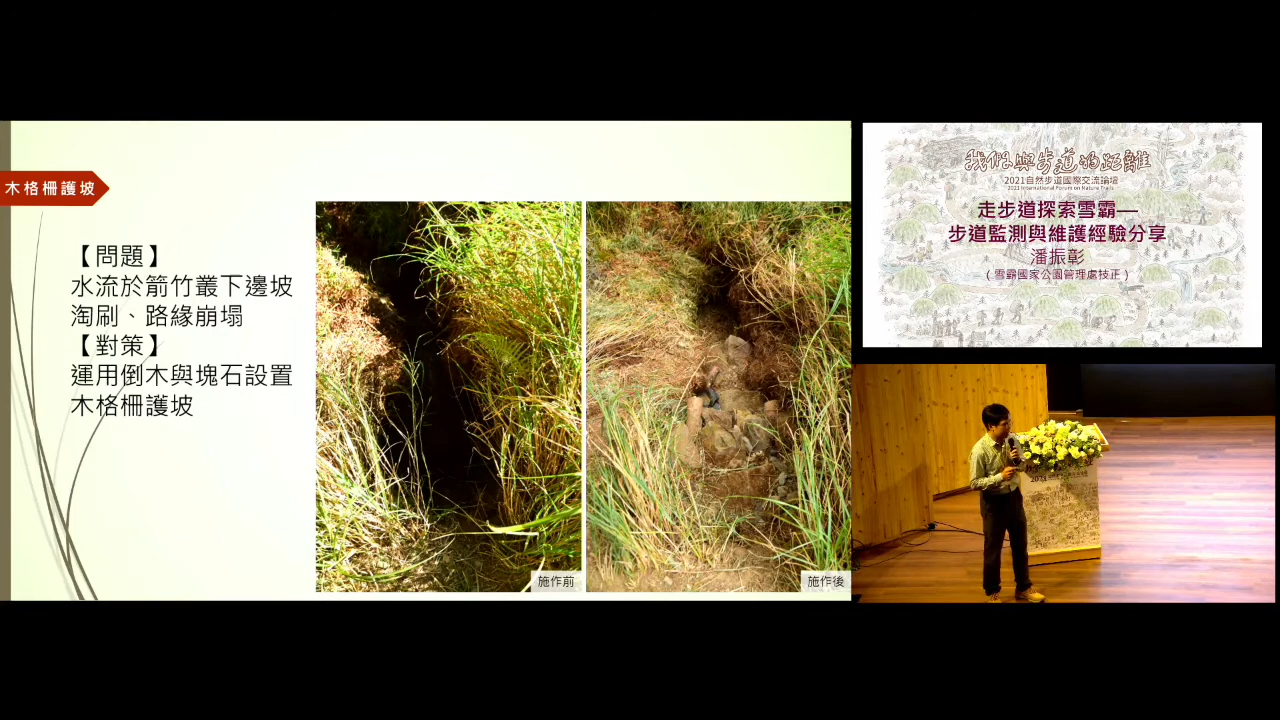 木格柵護坡
【問題】
水流於箭竹叢下邊坡
淘刷、路緣崩塌
【對策】
運用倒木與塊石設置
木格柵護坡
施作前
施作後
我們與步道的距離
2021自然步道國際交流論壇
2021 International Forum on Nature Trails
走步道探索雪霸—
步道監測與維護經驗分享
潘振彰
(雪霸國家公園管理處技正)
2021